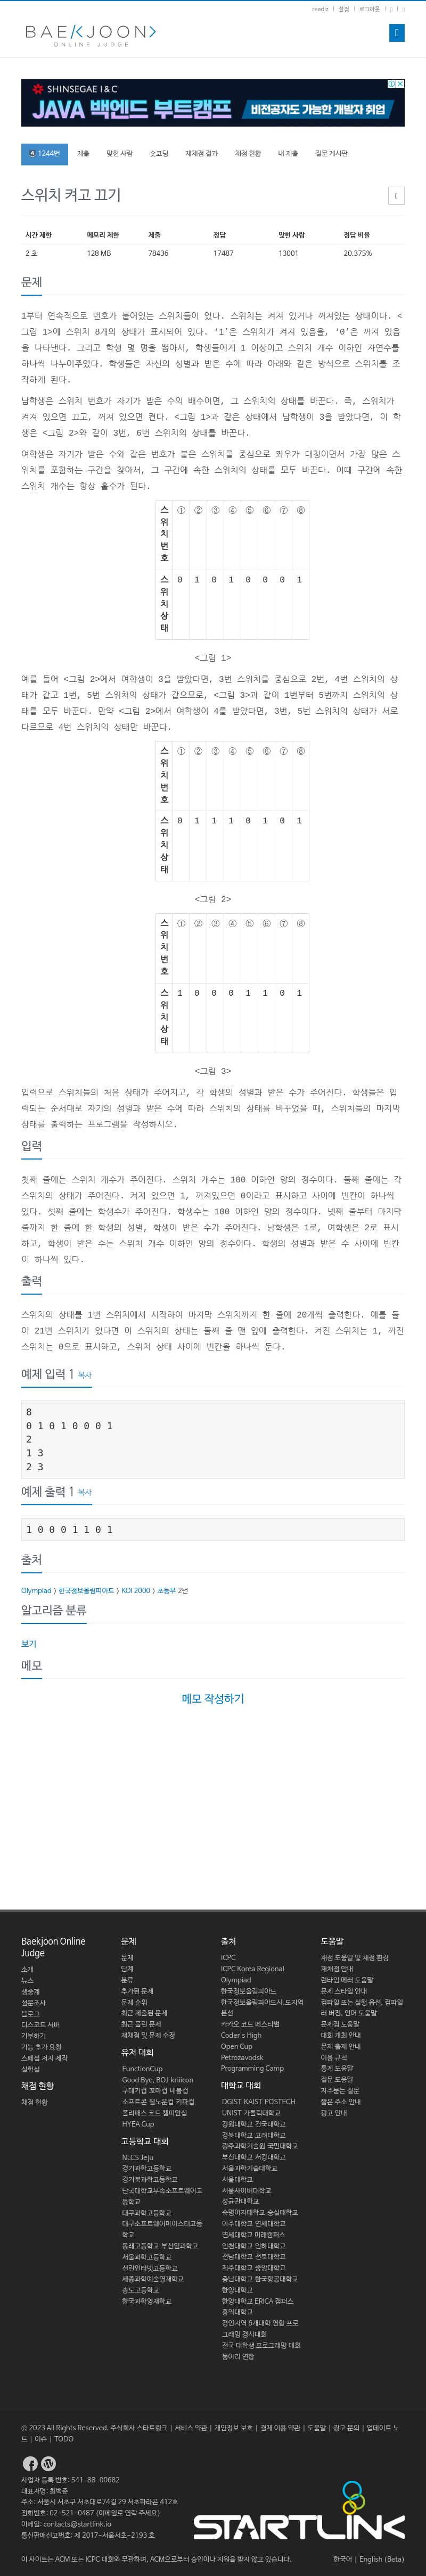 readiz | 설정 | 로그아웃
BAEKJOON>
ONLINE JUDGE
SHINSEGAE I&C
JAVA 백엔드 부트캠프 비전공자도 가능한 개발자 취업
1244번 제출 맞힌 사람 숏코딩 재채점 결과 채점 현황 내 제출 질문 게시판
스위치 켜고 끄기
시간 제한 메모리 제한 제출 정답 맞힌 사람 정답 비율
2 초 128 MB 78436 17487 13001 20.375%
문제
1부터 연속적으로 번호가 붙어있는 스위치들이 있다. 스위치는 켜져 있거나 꺼져있는 상태이다. <
그림 1>에 스위치 8개의 상태가 표시되어 있다. ‘1’은 스위치가 켜져 있음을, ‘0’은 꺼져 있음
을 나타낸다. 그리고 학생 몇 명을 뽑아서, 학생들에게 1 이상이고 스위치 개수 이하인 자연수를
하나씩 나누어주었다. 학생들은 자신의 성별과 받은 수에 따라 아래와 같은 방식으로 스위치를 조
작하게 된다.
남학생은 스위치 번호가 자기가 받은 수의 배수이면, 그 스위치의 상태를 바꾼다. 즉, 스위치가
켜져 있으면 끄고, 꺼져 있으면 켠다. <그림 1>과 같은 상태에서 남학생이 3을 받았다면, 이 학
생은 <그림 2>와 같이 3번, 6번 스위치의 상태를 바꾼다.
여학생은 자기가 받은 수와 같은 번호가 붙은 스위치를 중심으로 좌우가 대칭이면서 가장 많은 스
위치를 포함하는 구간을 찾아서, 그 구간에 속한 스위치의 상태를 모두 바꾼다. 이때 구간에 속한
스위치 개수는 항상 홀수가 된다.
스위치 번호 ① ② ③ ④ ⑤ ⑥ ⑦ ⑧
스위치 상태 0 1 0 1 0 0 0 1
<그림 1>
예를 들어 <그림 2>에서 여학생이 3을 받았다면, 3번 스위치를 중심으로 2번, 4번 스위치의 상
태가 같고 1번, 5번 스위치의 상태가 같으므로, <그림 3>과 같이 1번부터 5번까지 스위치의 상
태를 모두 바꾼다. 만약 <그림 2>에서 여학생이 4를 받았다면, 3번, 5번 스위치의 상태가 서로
다르므로 4번 스위치의 상태만 바꾼다.
스위치 번호 ① ② ③ ④ ⑤ ⑥ ⑦ ⑧
스위치 상태 0 1 1 1 0 1 0 1
<그림 2>
스위치 번호 ① ② ③ ④ ⑤ ⑥ ⑦ ⑧
스위치 상태 1 0 0 0 1 1 0 1
<그림 3>
입력으로 스위치들의 처음 상태가 주어지고, 각 학생의 성별과 받은 수가 주어진다. 학생들은 입
력되는 순서대로 자기의 성별과 받은 수에 따라 스위치의 상태를 바꾸었을 때, 스위치들의 마지막
상태를 출력하는 프로그램을 작성하시오.
입력
첫째 줄에는 스위치 개수가 주어진다. 스위치 개수는 100 이하인 양의 정수이다. 둘째 줄에는 각
스위치의 상태가 주어진다. 켜져 있으면 1, 꺼져있으면 0이라고 표시하고 사이에 빈칸이 하나씩
있다. 셋째 줄에는 학생수가 주어진다. 학생수는 100 이하인 양의 정수이다. 넷째 줄부터 마지막
줄까지 한 줄에 한 학생의 성별, 학생이 받은 수가 주어진다. 남학생은 1로, 여학생은 2로 표시
하고, 학생이 받은 수는 스위치 개수 이하인 양의 정수이다. 학생의 성별과 받은 수 사이에 빈칸
이 하나씩 있다.
출력
스위치의 상태를 1번 스위치에서 시작하여 마지막 스위치까지 한 줄에 20개씩 출력한다. 예를 들
어 21번 스위치가 있다면 이 스위치의 상태는 둘째 줄 맨 앞에 출력한다. 켜진 스위치는 1, 꺼진
스위치는 0으로 표시하고, 스위치 상태 사이에 빈칸을 하나씩 둔다.
예제 입력 1 복사
8
0 1 0 1 0 0 0 1
2
1 3
2 3
예제 출력 1 복사
1 0 0 0 1 1 0 1
출처
Olympiad > 한국정보올림피아드 > KOI 2000 > 초등부 2번
알고리즘 분류
보기
메모
메모 작성하기
Baekjoon Online
Judge
소개
뉴스
생중계
설문조사
블로그
디스코드 서버
기부하기
기능 추가 요청
스페셜 저지 제작
실험실
채점 현황
채점 현황
문제
문제
단계
분류
추가된 문제
문제 순위
최근 제출된 문제
최근 풀린 문제
재채점 및 문제 수정
유저 대회
FunctionCup
Good Bye, BOJ kriiicon
구데기컵 꼬마컵 네블컵
소프트콘 웰노운컵 키파컵
폴리매스 코드 챔피언십
HYEA Cup
고등학교 대회
NLCS Jeju
경기과학고등학교
경기북과학고등학교
단국대학교부속소프트웨어고
등학교
대구과학고등학교
대구소프트웨어마이스터고등
학교
동래고등학교 부산일과학고
서울과학고등학교
선린인터넷고등학교
세종과학예술영재학교
송도고등학교
한국과학영재학교
출처
ICPC
ICPC Korea Regional
Olympiad
한국정보올림피아드
한국정보올림피아드시.도지역
본선
카카오 코드 페스티벌
Coder's High
Open Cup
Petrozavodsk
Programming Camp
대학교 대회
DGIST KAIST POSTECH
UNIST 가톨릭대학교
강원대학교 건국대학교
경북대학교 고려대학교
광주과학기술원 국민대학교
부산대학교 서강대학교
서울과학기술대학교
서울대학교
서울사이버대학교
성균관대학교
숙명여자대학교 숭실대학교
아주대학교 연세대학교
연세대학교 미래캠퍼스
인천대학교 인하대학교
전남대학교 전북대학교
제주대학교 중앙대학교
충남대학교 한국항공대학교
한양대학교
한양대학교 ERICA 캠퍼스
홍익대학교
경인지역 6개대학 연합 프로
그래밍 경시대회
전국 대학생 프로그래밍 대회
동아리 연합
도움말
채점 도움말 및 채점 환경
재채점 안내
런타임 에러 도움말
문제 스타일 안내
컴파일 또는 실행 옵션, 컴파일
러 버전, 언어 도움말
문제집 도움말
대회 개최 안내
문제 출제 안내
이용 규칙
통계 도움말
질문 도움말
자주묻는 질문
짧은 주소 안내
광고 안내
© 2023 All Rights Reserved. 주식회사 스타트링크 | 서비스 약관 | 개인정보 보호 | 결제 이용 약관 | 도움말 | 광고 문의 | 업데이트 노
트 | 이슈 | TODO
사업자 등록 번호: 541-88-00682
대표자명: 최백준
주소: 서울시 서초구 서초대로74길 29 서초파라곤 412호
전화번호: 02-521-0487 (이메일로 연락 주세요)
이메일: contacts@startlink.io
통신판매신고번호: 제 2017-서울서초-2193 호
STARTLINK
이 사이트는 ACM 또는 ICPC 대회와 무관하며, ACM으로부터 승인이나 지원을 받지 않고 있습니다.
한국어 | English (Beta)